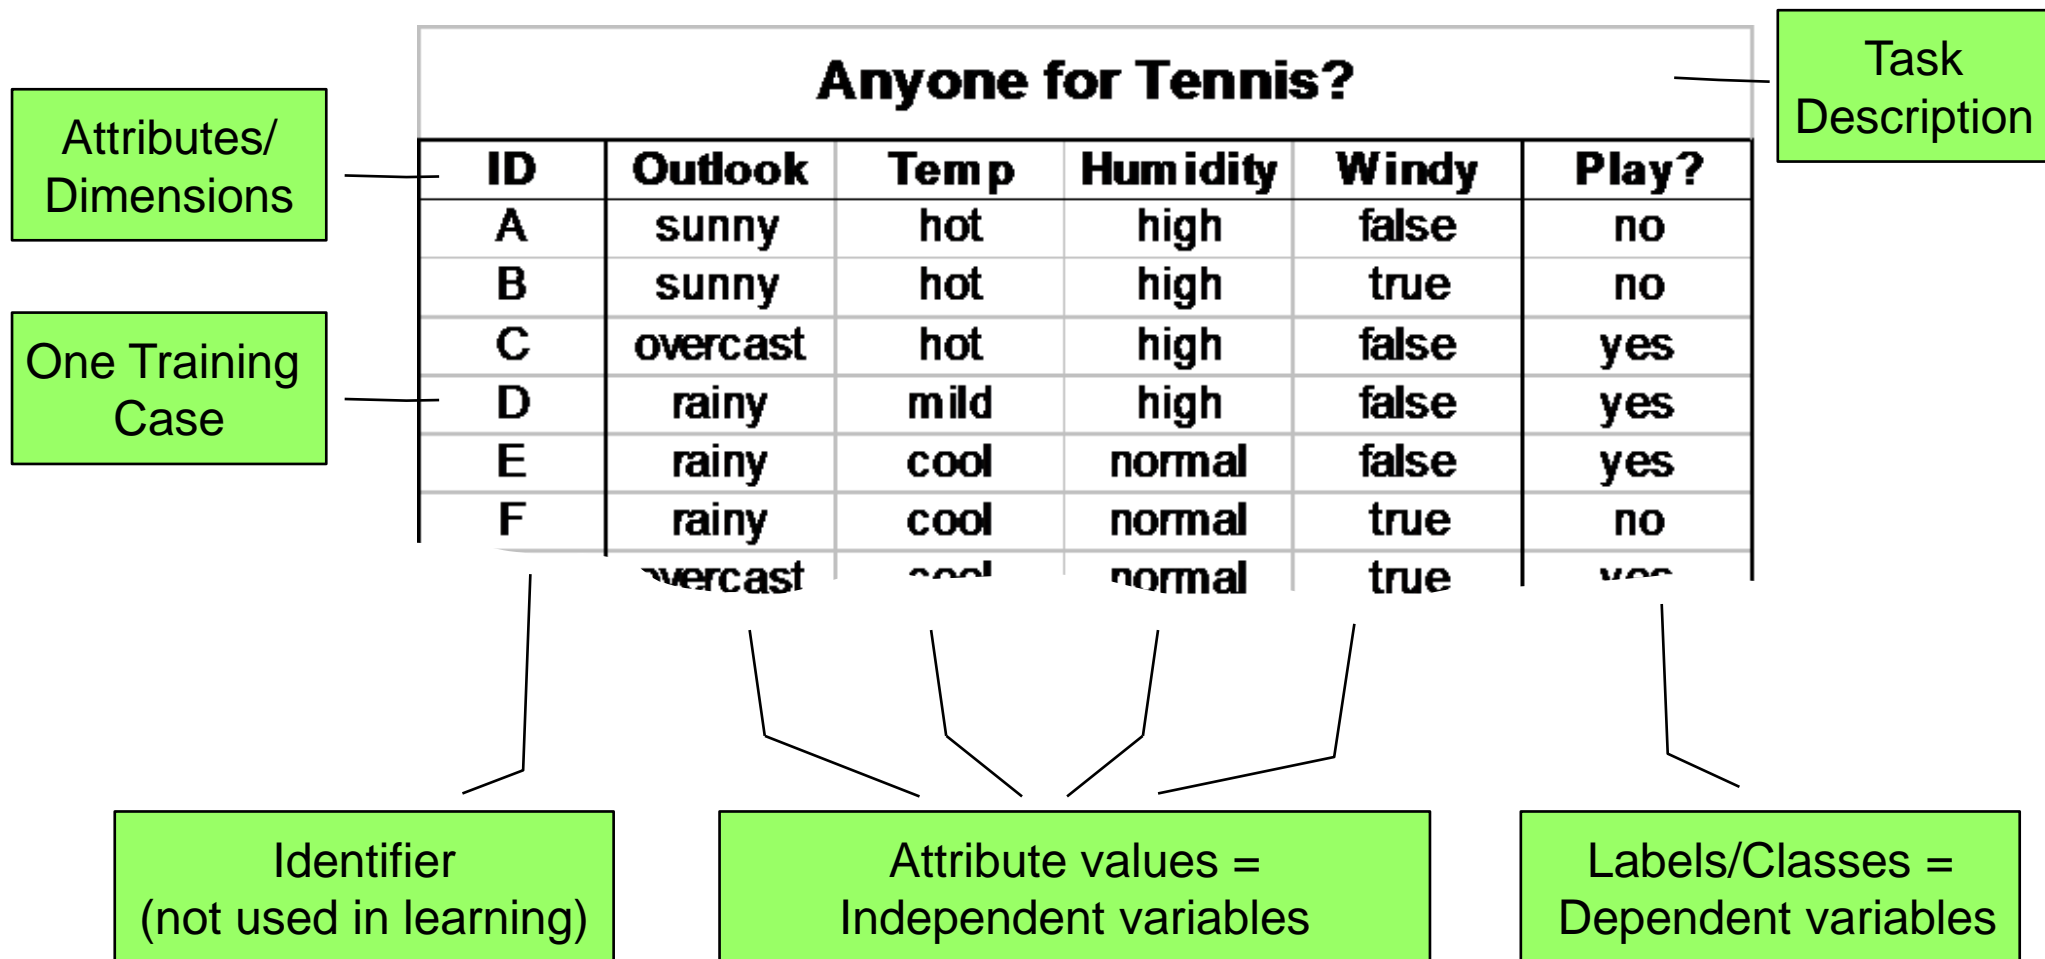 Anyone for Tennis?
Task
Description
Attributes/
Dimensions
ID Outlook Temp Humidity Windy Play?
A sunny hot high false no
B sunny hot high true no
One Training
Case
C overcast hot high false yes
D rainy mild high false yes
E rainy cool normal false yes
F rainy cool normal true no
overcast cool normal true yes
Identifier
(not used in learning)
Attribute values =
Independent variables
Labels/Classes =
Dependent variables